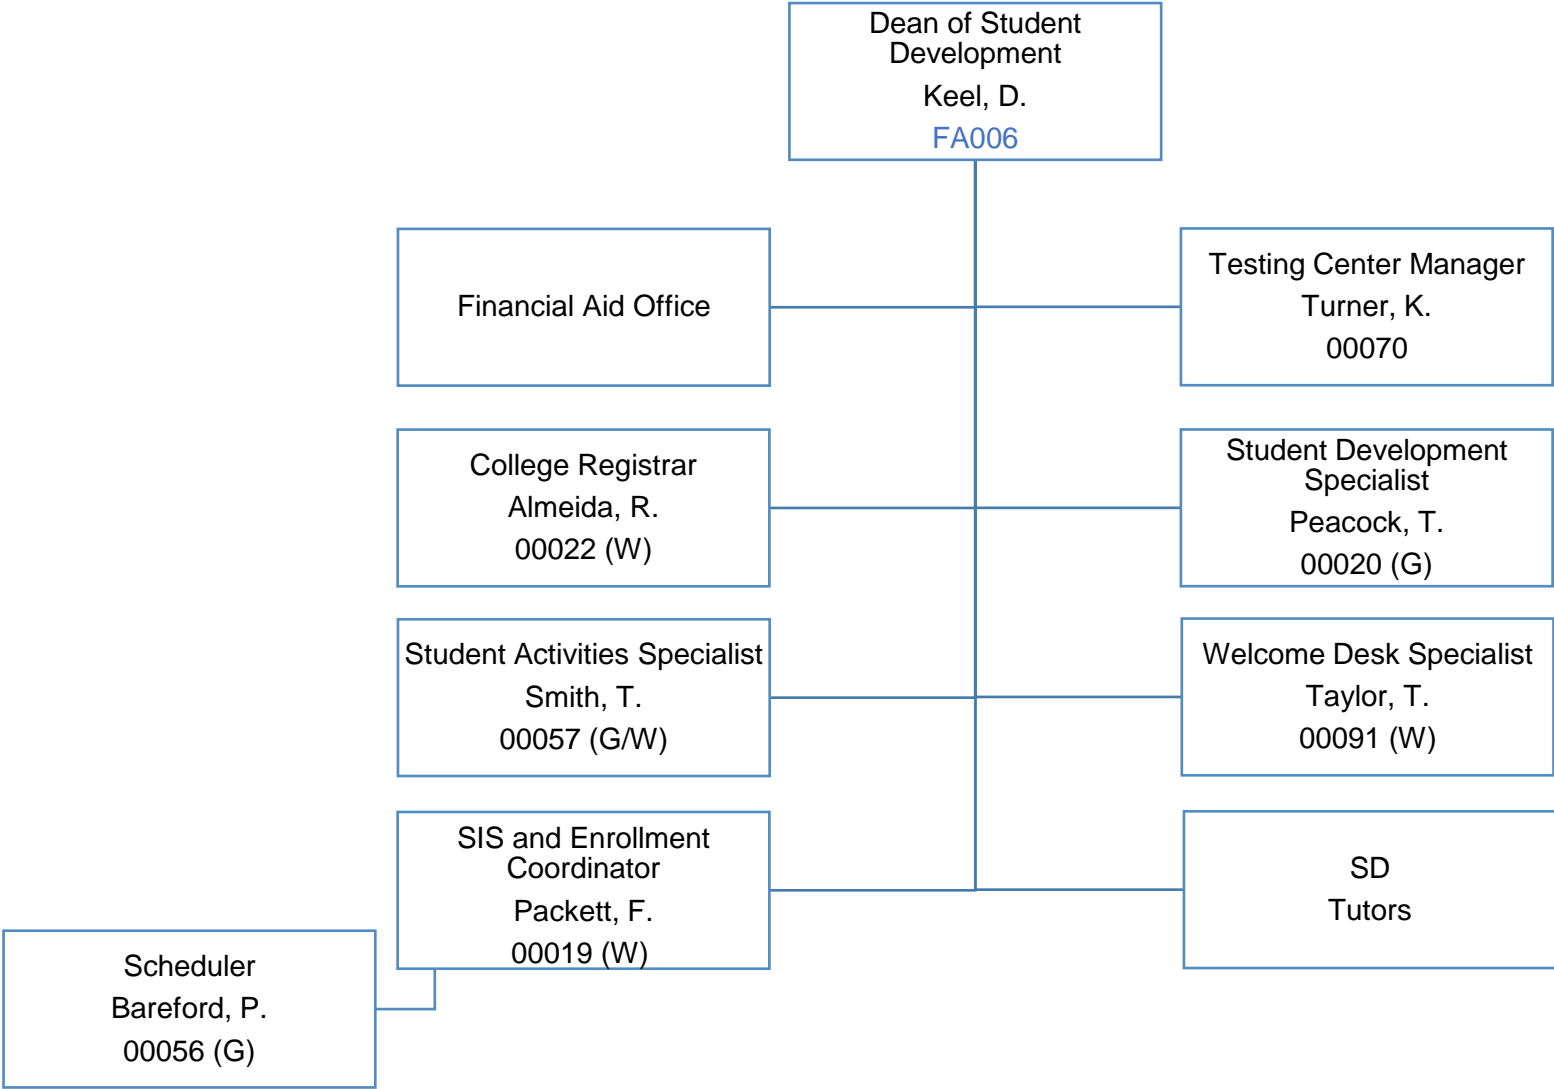 Dean of Student
Development
Keel, D.
FA006
Financial Aid Office
Testing Center Manager
Turner, K.
00070
College Registrar
Almeida, R.
00022 (W)
Student Development
Specialist
Peacock, T.
00020 (G)
Student Activities Specialist
Smith, T.
00057 (G/W)
Welcome Desk Specialist
Taylor, T.
00091 (W)
SIS and Enrollment
Coordinator
Packett, F.
00019 (W)
SD
Tutors
Scheduler
Bareford, P.
00056 (G)